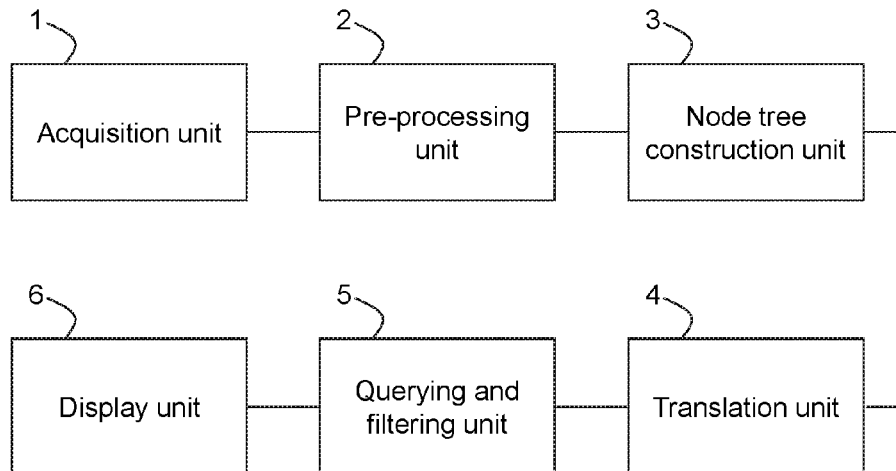 1
2
3
Acquisition unit
Pre-processing
unit
Node tree
construction unit
6
5
4
Display unit
Querying and
filtering unit
Translation unit